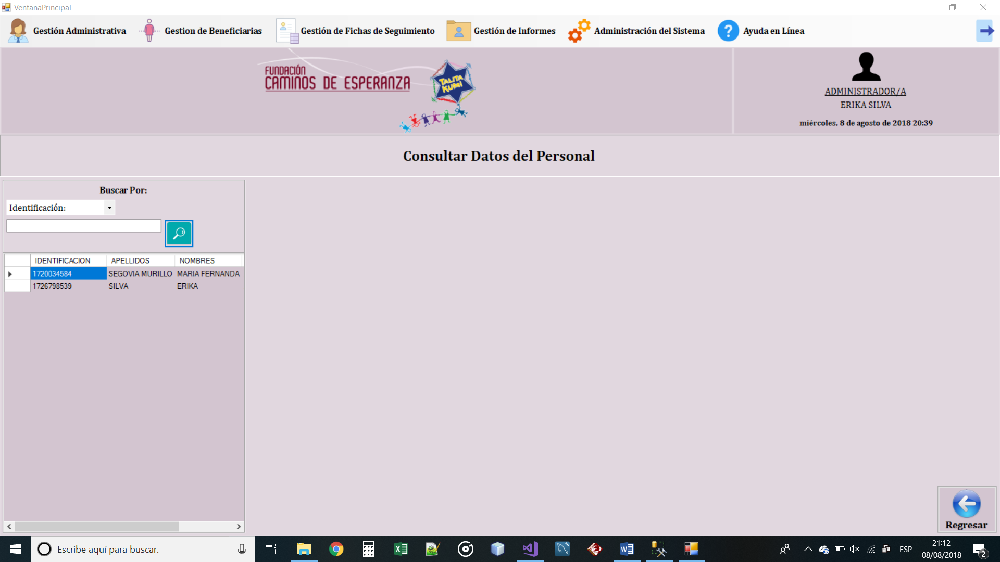 VentanaPrincipal
Gestión Administrativa
Gestion de Beneficiarias
Gestión de Fichas de Seguimiento
Gestión de Informes
Administración del Sistema
? Ayuda en Línea
FUNDACIÓN
CAMINOS DE ESPERANZA
TALITA
KUMI
ADMINISTRADOR/A
ERIKA SILVA
miércoles, 8 de agosto de 2018 20:39
Consultar Datos del Personal
Buscar Por:
Identificación:
IDENTIFICACION APELLIDOS NOMBRES
1720034584 SEGOVIA MURILLO MARIA FERNANDA
1726798539 SILVA ERIKA
Regresar
Escribe aquí para buscar.
ESP
21:12
08/08/2018
2